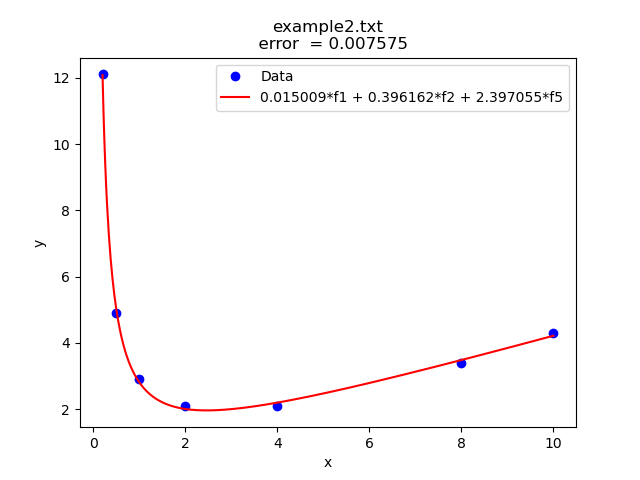 example2.txt
error  = 0.007575
Data
0.015009*f1 + 0.396162*f2 + 2.397055*f5
12
10
8
6
4
2
y
0 2 4 6 8 10
x